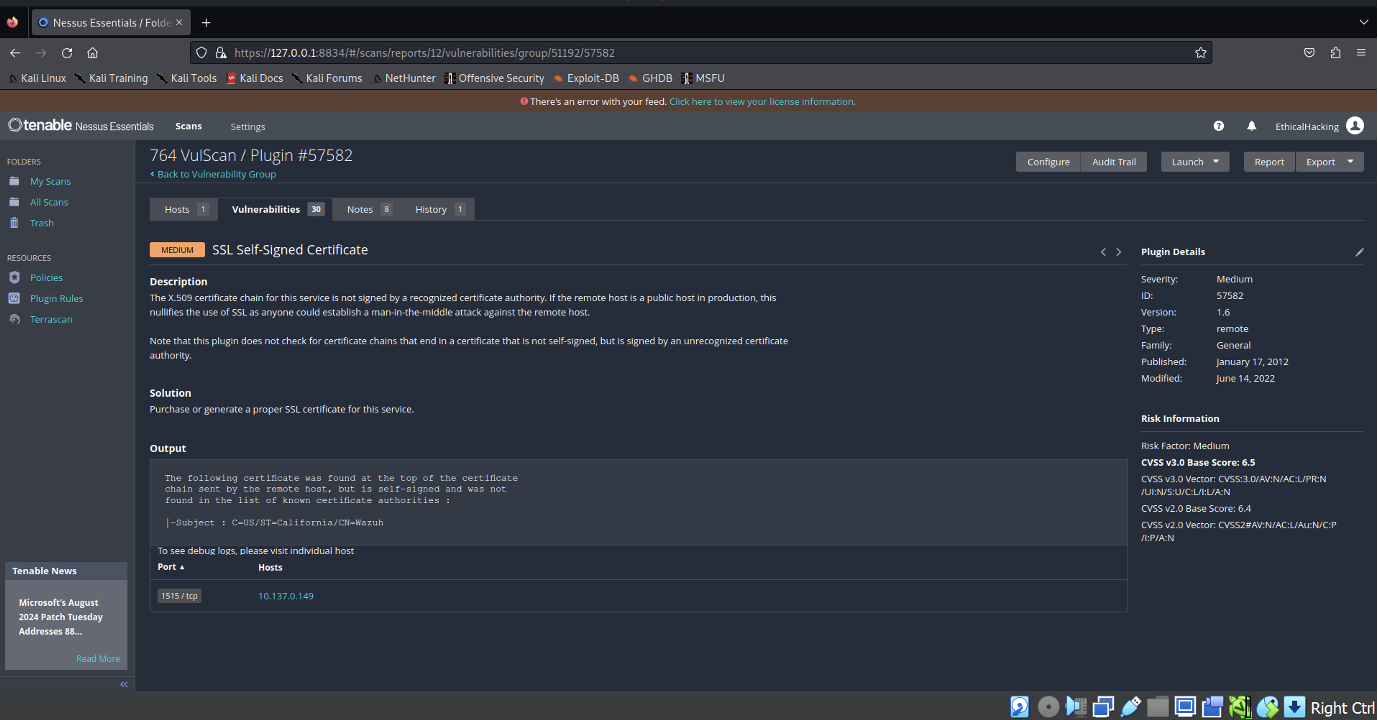 Nessus Essentials / Folde
https://127.0.0.1:8834/#/scans/reports/12/vulnerabilities/group/51192/57582
Kali Linux Kali Training Kali Tools Kali Docs Kali Forums NetHunter Offensive Security Exploit-DB GHDB MSFU
There's an error with your feed. Click here to view your license information.
tenable Nessus Essentials Scans Settings EthicalHacking
FOLDERS
My Scans
All Scans
Trash
RESOURCES
Policies
Plugin Rules
Terrascan
Tenable News
Microsoft's August
2024 Patch Tuesday
Addresses 88...
Read More
764 VulScan / Plugin #57582
Back to Vulnerability Group
Configure Audit Trail Launch Report Export
Hosts 1 Vulnerabilities 30 Notes 8 History 1
MEDIUM SSL Self-Signed Certificate
Description
The X.509 certificate chain for this service is not signed by a recognized certificate authority. If the remote host is a public host in production, this
nullifies the use of SSL as anyone could establish a man-in-the-middle attack against the remote host.
Note that this plugin does not check for certificate chains that end in a certificate that is not self-signed, but is signed by an unrecognized certificate
authority.
Solution
Purchase or generate a proper SSL certificate for this service.
Output
The following certificate was found at the top of the certificate
chain sent by the remote host, but is self-signed and was not
found in the list of known certificate authorities :
|-Subject : C=US/ST=California/CN=Wazuh
To see debug logs, please visit individual host
Port Hosts
1515 / tcp 10.137.0.149
Plugin Details
Severity: Medium
ID: 57582
Version: 1.6
Type: remote
Family: General
Published: January 17, 2012
Modified: June 14, 2022
Risk Information
Risk Factor: Medium
CVSS v3.0 Base Score: 6.5
CVSS v3.0 Vector: CVSS:3.0/AV:N/AC:L/PR:N
/UI:N/S:U/C:L/I:L/A:N
CVSS v2.0 Base Score: 6.4
CVSS v2.0 Vector: CVSS2#AV:N/AC:L/Au:N/C:P
/I:P/A:N
Right Ctrl